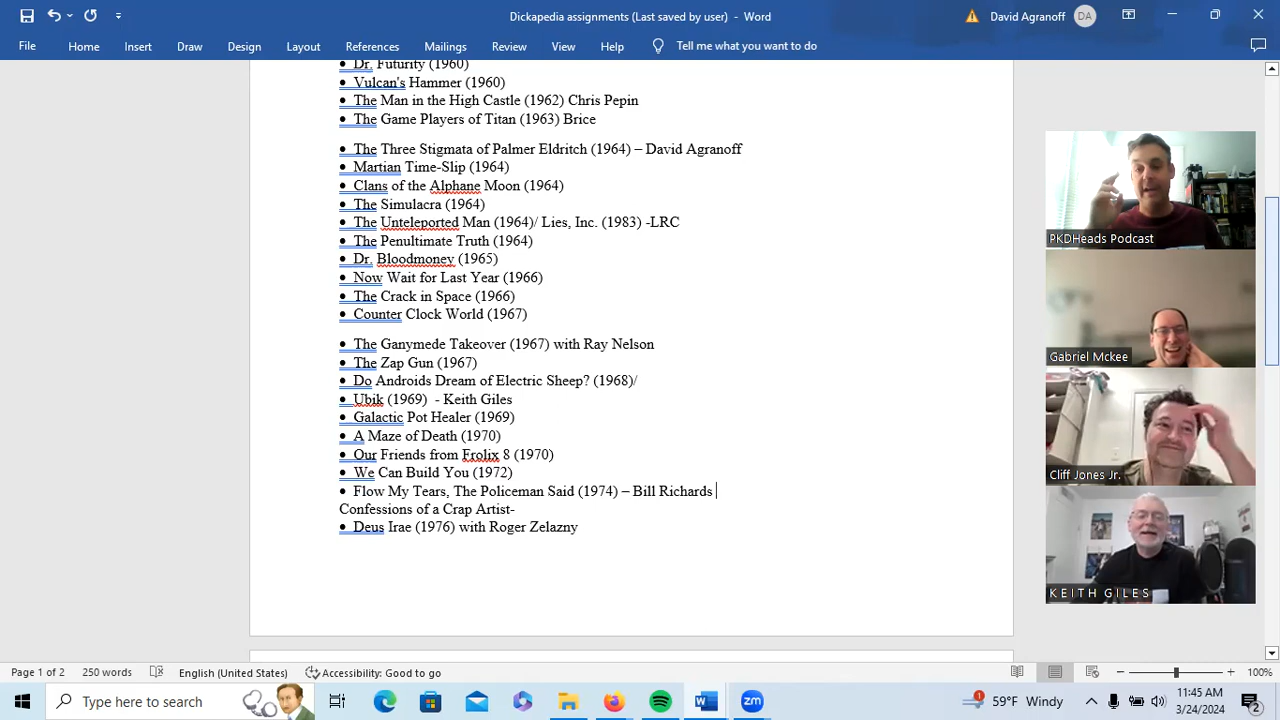 Dickapedia assignments (Last saved by user) - Word
David Agranoff
DA
File Home Insert Draw Design Layout References Mailings Review View Help Tell me what you want to do
• Dr. Futurity (1960)
• Vulcan's Hammer (1960)
• The Man in the High Castle (1962) Chris Pepin
• The Game Players of Titan (1963) Brice
• The Three Stigmata of Palmer Eldritch (1964) – David Agranoff
• Martian Time-Slip (1964)
• Clans of the Alphane Moon (1964)
• The Simulacra (1964)
• The Unteleported Man (1964)/ Lies, Inc. (1983) -LRC
• The Penultimate Truth (1964)
• Dr. Bloodmoney (1965)
• Now Wait for Last Year (1966)
• The Crack in Space (1966)
• Counter Clock World (1967)
• The Ganymede Takeover (1967) with Ray Nelson
• The Zap Gun (1967)
• Do Androids Dream of Electric Sheep? (1968)/
• Ubik (1969) - Keith Giles
• Galactic Pot Healer (1969)
• A Maze of Death (1970)
• Our Friends from Frolix 8 (1970)
• We Can Build You (1972)
• Flow My Tears, The Policeman Said (1974) – Bill Richards
Confessions of a Crap Artist-
• Deus Irae (1976) with Roger Zelazny
PKDHeads Podcast
Gabriel Mckee
Cliff Jones Jr.
KEITH GILES
Page 1 of 2 250 words English (United States) Accessibility: Good to go 100%
Type here to search
59°F Windy
11:45 AM
3/24/2024
1
2
zm